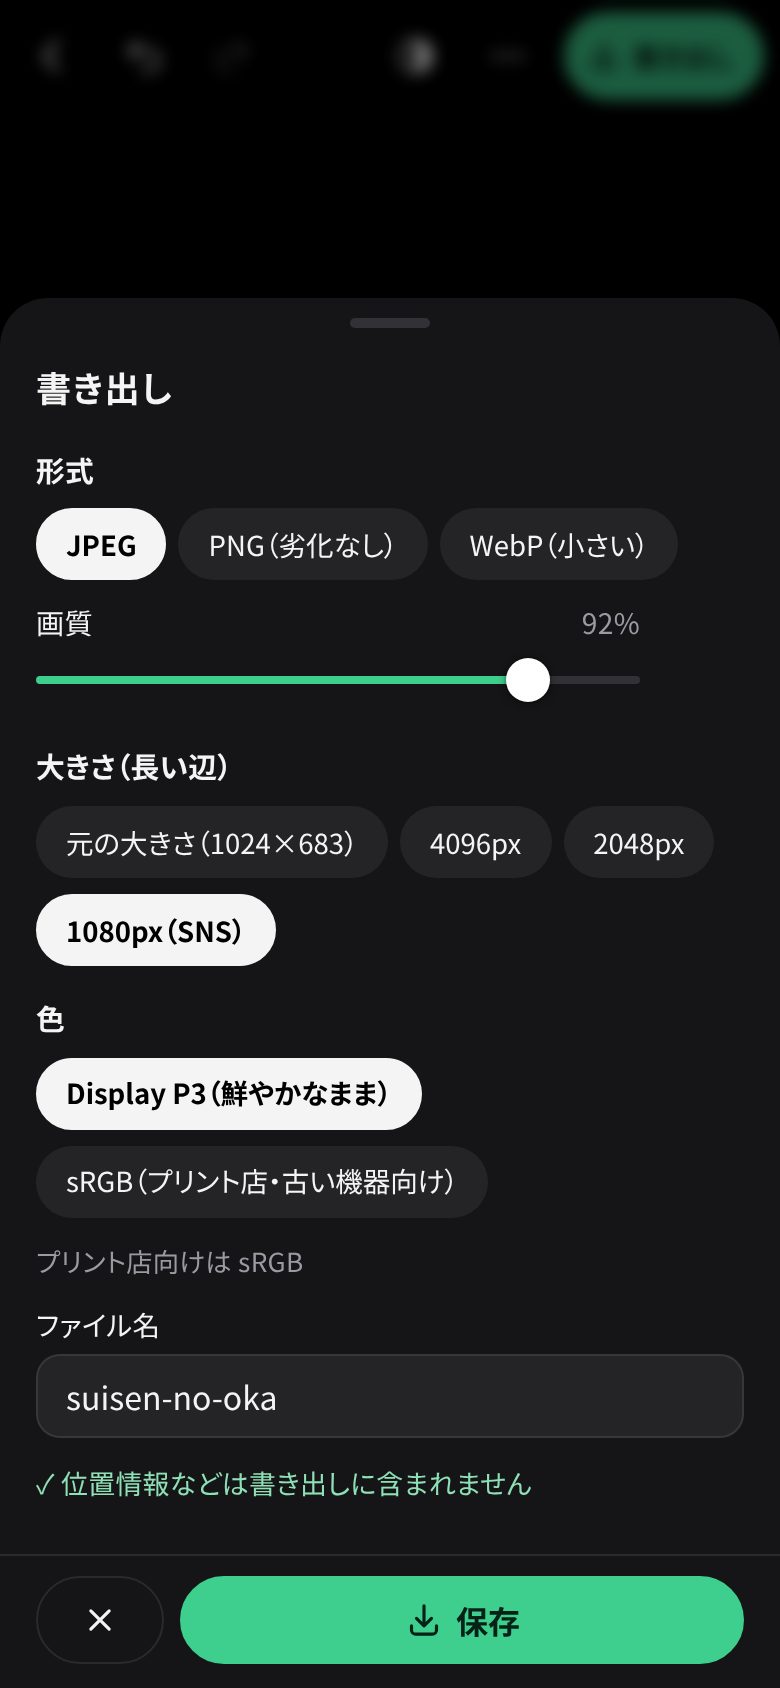 書き出し
形式
JPEG
PNG（劣化なし）
WebP（小さい）
画質
92%
大きさ（長い辺）
元の大きさ（1024×683）
4096px
2048px
1080px（SNS）
色
Display P3（鮮やかなまま）
sRGB（プリント店・古い機器向け）
プリント店向けは sRGB
ファイル名
suisen-no-oka
✓ 位置情報などは書き出しに含まれません
保存